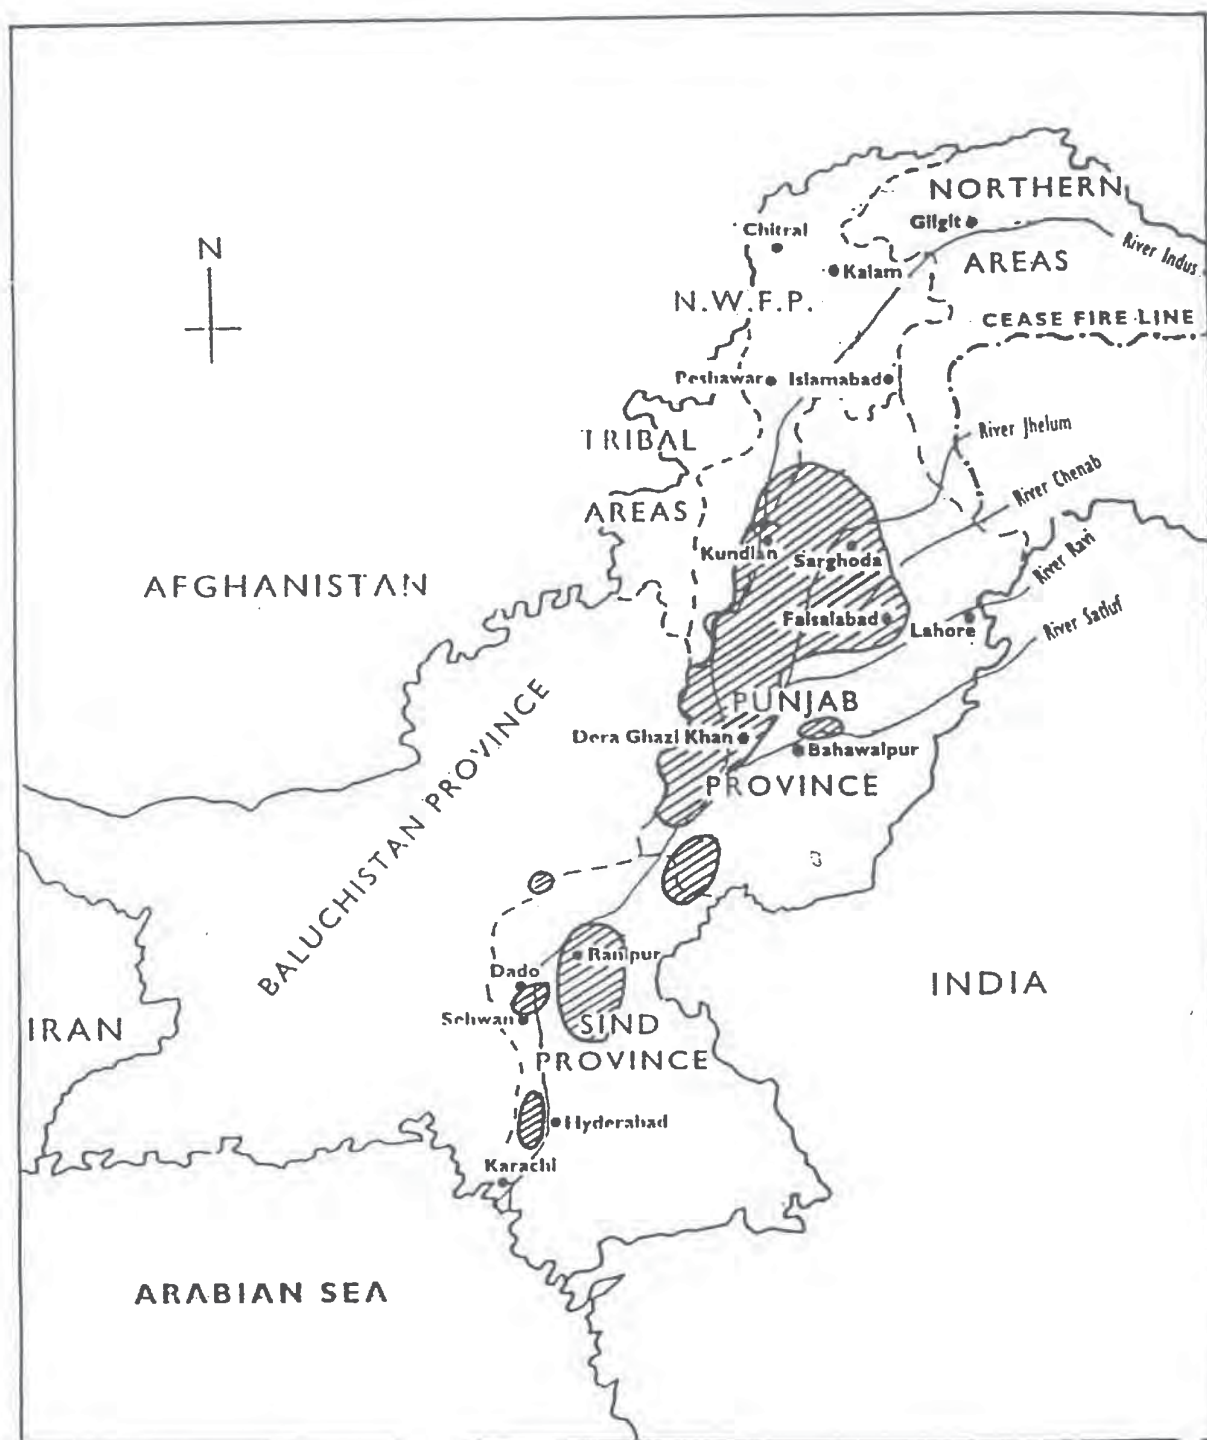 NORTHERN
Chitral
Gilgit
N
River Indus
AREAS
Kalam
N.W.F.P.
CEASE FIRE LINE
Peshawar
Islamabad
River Jhelum
TRIBAL
River Chenab
AREAS
Kundian
Sarghoda
River Ravi
AFGHANISTAN
Faisalabad
Lahore
River Satluj
PUNJAB
Dera Ghazi Khan
Bahawalpur
PROVINCE
BALUCHISTAN PROVINCE
Ranipur
Dado
INDIA
Sehwan
SIND
IRAN
PROVINCE
Hyderabad
Karachi
ARABIAN SEA